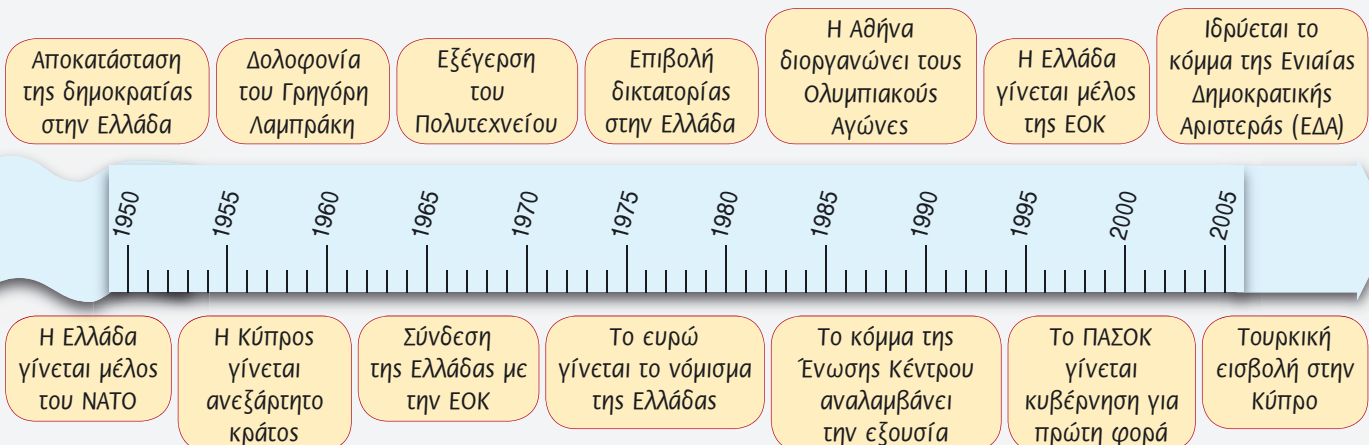 Αποκατάσταση
της δημοκρατίας
στην Ελλάδα
Δολοφονία
του Γρηγόρη
Λαμπράκη
Εξέγερση
του
Πολυτεχνείου
Επιβολή
δικτατορίας
στην Ελλάδα
Η Αθήνα
διοργανώνει τους
Ολυμπιακούς
Αγώνες
Η Ελλάδα
γίνεται μέλος
της ΕΟΚ
Ιδρύεται το
κόμμα της Ενιαίας
Δημοκρατικής
Αριστεράς (ΕΔΑ)
1950
1955
1960
1965
1970
1975
1980
1985
1990
1995
2000
2005
Η Ελλάδα
γίνεται μέλος
του ΝΑΤΟ
Η Κύπρος
γίνεται
ανεξάρτητο
κράτος
Σύνδεση
της Ελλάδας με
την ΕΟΚ
Το ευρώ
γίνεται το νόμισμα
της Ελλάδας
Το κόμμα της
Ένωσης Κέντρου
αναλαμβάνει
την εξουσία
Το ΠΑΣΟΚ
γίνεται
κυβέρνηση για
πρώτη φορά
Τουρκική
εισβολή στην
Κύπρο